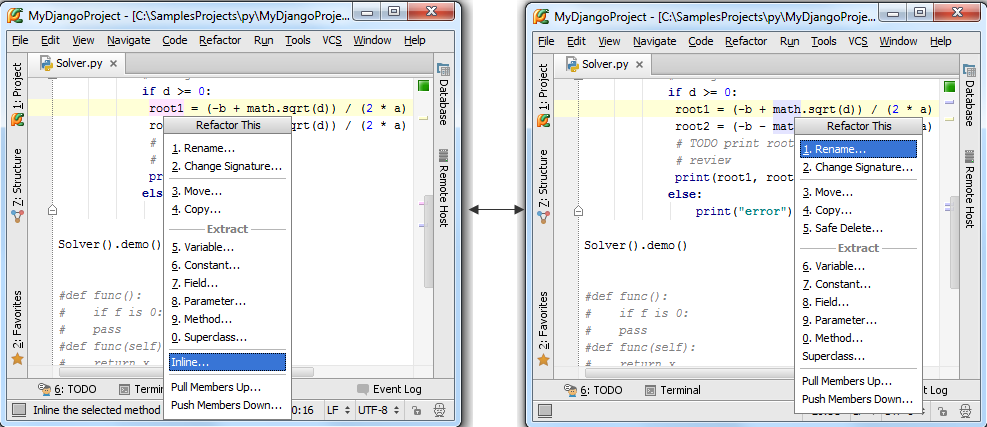 MyDjangoProject - [C:\SamplesProjects\py\MyDjangoProje...
File Edit View Navigate Code Refactor Run Tools VCS Window Help
Solver.py
1: Project
Z: Structure
2: Favorites
Database
Remote Host
if d >= 0:
root1 = (-b + math.sqrt(d)) / (2 * a)
ro
sqrt(d)) / (2 * a)
#
#
pr
else
Solver().demo()
#def func():
# if f is 0:
# pass
#def func(self):
# return x
Refactor This
1. Rename...
2. Change Signature...
3. Move...
4. Copy...
Extract
5. Variable...
6. Constant...
7. Field...
8. Parameter...
9. Method...
0. Superclass...
Inline...
Pull Members Up...
Push Members Down...
6: TODO
Termin
Event Log
Inline the selected method
0:16 LF UTF-8
MyDjangoProject - [C:\SamplesProjects\py\MyDjangoProje...
File Edit View Navigate Code Refactor Run Tools VCS Window Help
Solver.py
1: Project
Z: Structure
2: Favorites
Database
Remote Host
if d >= 0:
root1 = (-b + math.sqrt(d)) / (2 * a)
root2 = (-b - mat
a)
# TODO print root
# review
print(root1, root
else:
print("error")
Solver().demo()
#def func():
# if f is 0:
# pass
#def func(self):
# return x
Refactor This
1. Rename...
2. Change Signature...
3. Move...
4. Copy...
5. Safe Delete...
Extract
6. Variable...
7. Constant...
8. Field...
9. Parameter...
0. Method...
Superclass...
Pull Members Up...
Push Members Down...
6: TODO
Terminal
Log